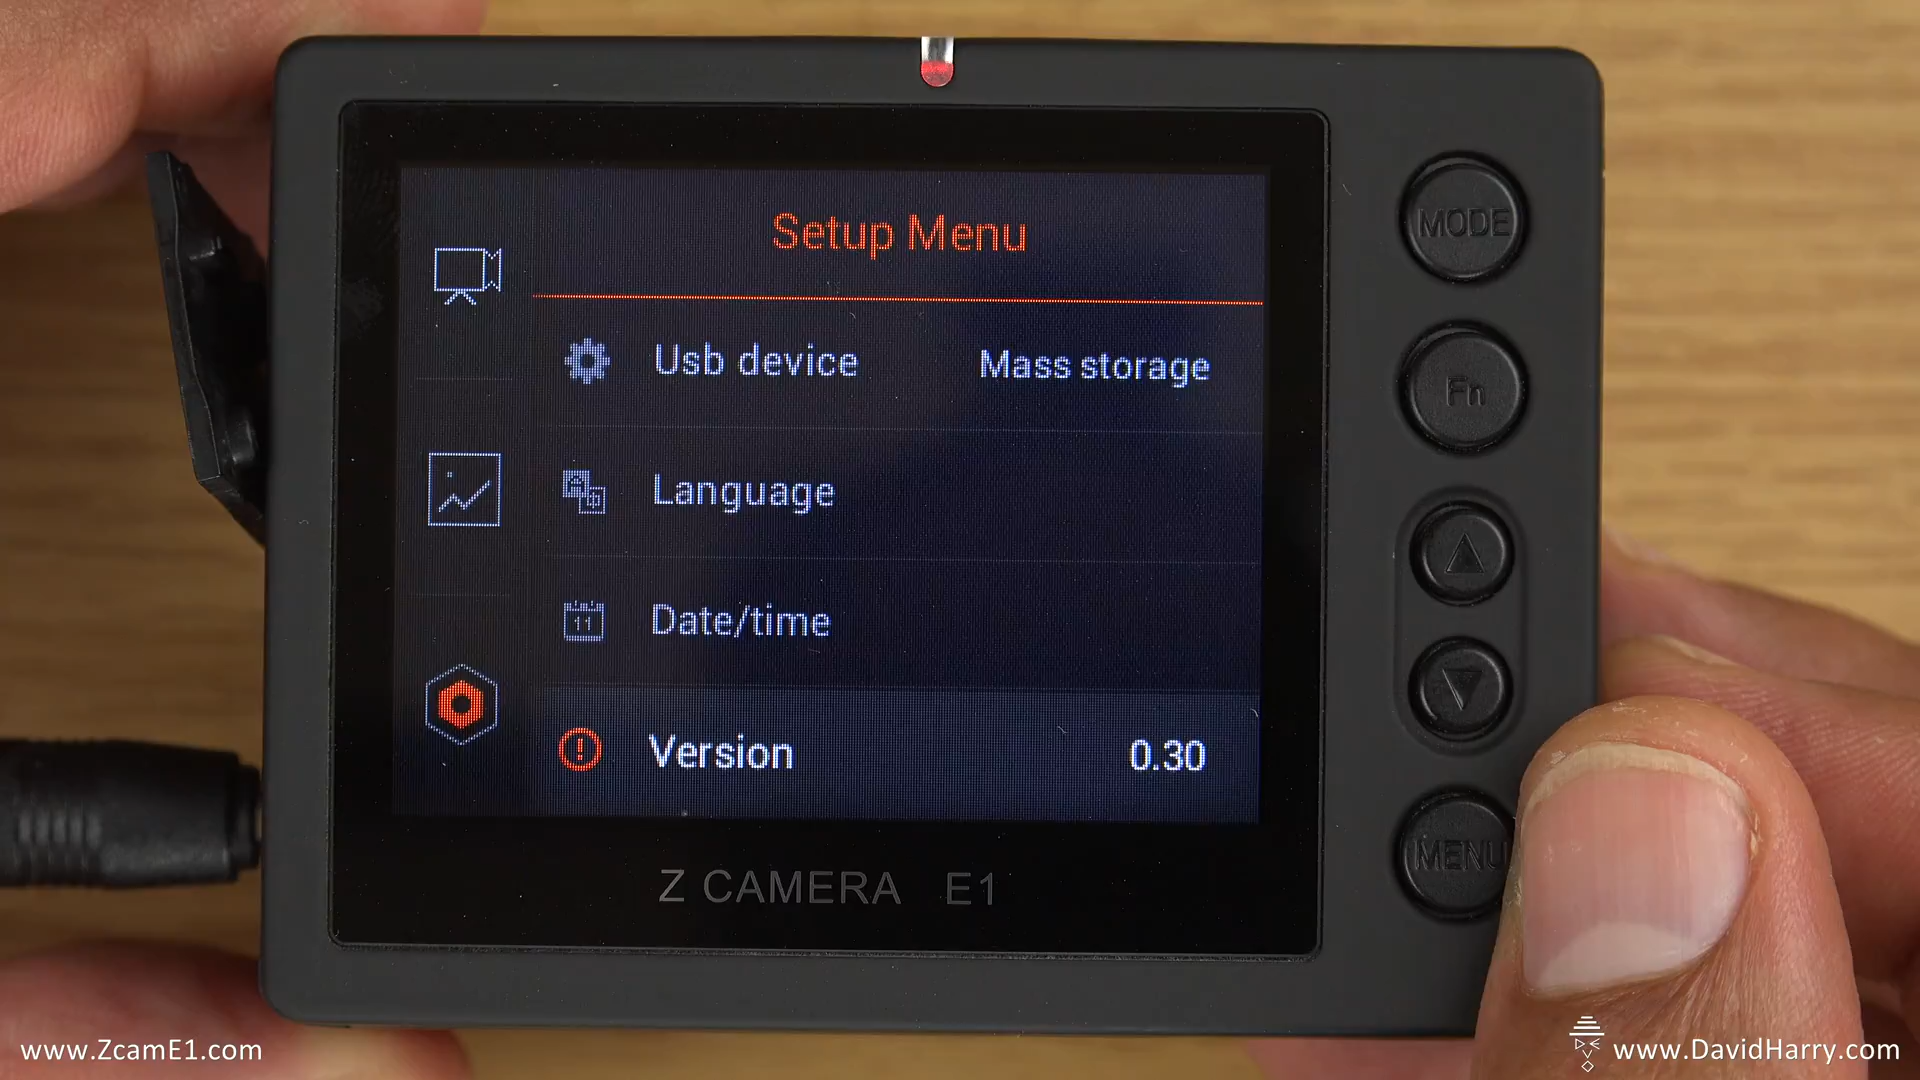 Setup Menu
Usb device Mass storage
Language
Date/time
Version 0.30
Z CAMERA E1
MODE
Fn
MENU
11
www.ZcamE1.com
www.DavidHarry.com